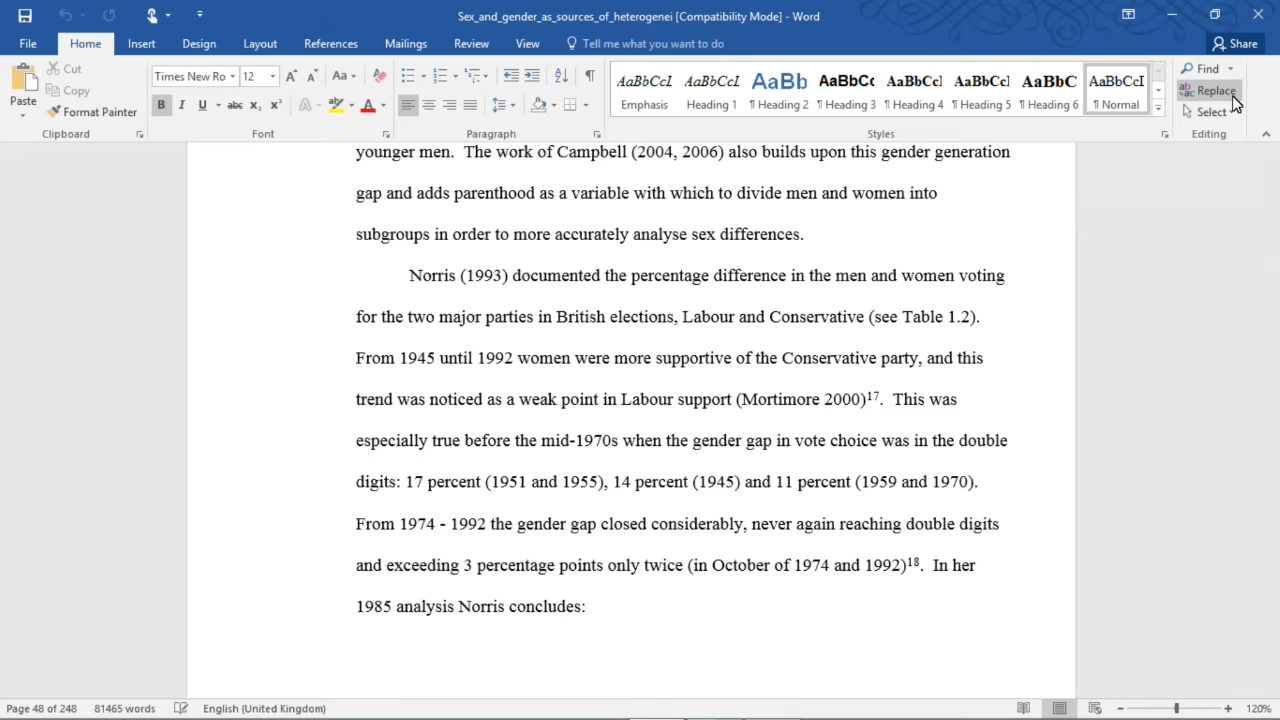 Sex_and_gender_as_sources_of_heterogenei [Compatibility Mode] - Word
File Home Insert Design Layout References Mailings Review View Tell me what you want to do Share
Paste
Cut
Copy
Format Painter
Clipboard
Times New Ro 12
Aa
B I U abc x₂ x² A ab A
Font
Paragraph
AaBbCcI AaBbCcL AaBb AaBbCc AaBbCcI AaBbCcI AaBbC AaBbCcI
Emphasis Heading 1 ¶ Heading 2 ¶ Heading 3 ¶ Heading 4 ¶ Heading 5 ¶ Heading 6 ¶ Normal
Styles
Find
Replace
Select
Editing
younger men. The work of Campbell (2004, 2006) also builds upon this gender generation
gap and adds parenthood as a variable with which to divide men and women into
subgroups in order to more accurately analyse sex differences.
Norris (1993) documented the percentage difference in the men and women voting
for the two major parties in British elections, Labour and Conservative (see Table 1.2).
From 1945 until 1992 women were more supportive of the Conservative party, and this
trend was noticed as a weak point in Labour support (Mortimore 2000)17. This was
especially true before the mid-1970s when the gender gap in vote choice was in the double
digits: 17 percent (1951 and 1955), 14 percent (1945) and 11 percent (1959 and 1970).
From 1974 - 1992 the gender gap closed considerably, never again reaching double digits
and exceeding 3 percentage points only twice (in October of 1974 and 1992)18. In her
1985 analysis Norris concludes:
Page 48 of 248 81465 words English (United Kingdom) 120%